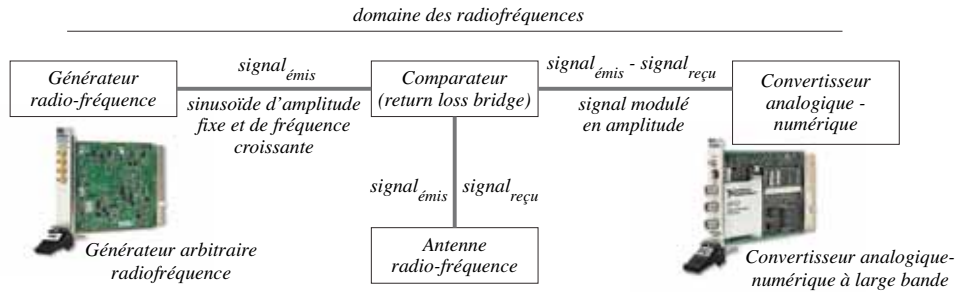 domaine des radiofréquences
Générateur
radio-fréquence
signal émis
sinusoïde d'amplitude
fixe et de fréquence
croissante
Comparateur
(return loss bridge)
signal émis - signal reçu
signal modulé
en amplitude
Convertisseur
analogique -
numérique
signal émis
signal reçu
Générateur arbitraire
radiofréquence
Antenne
radio-fréquence
Convertisseur analogique-
numérique à large bande